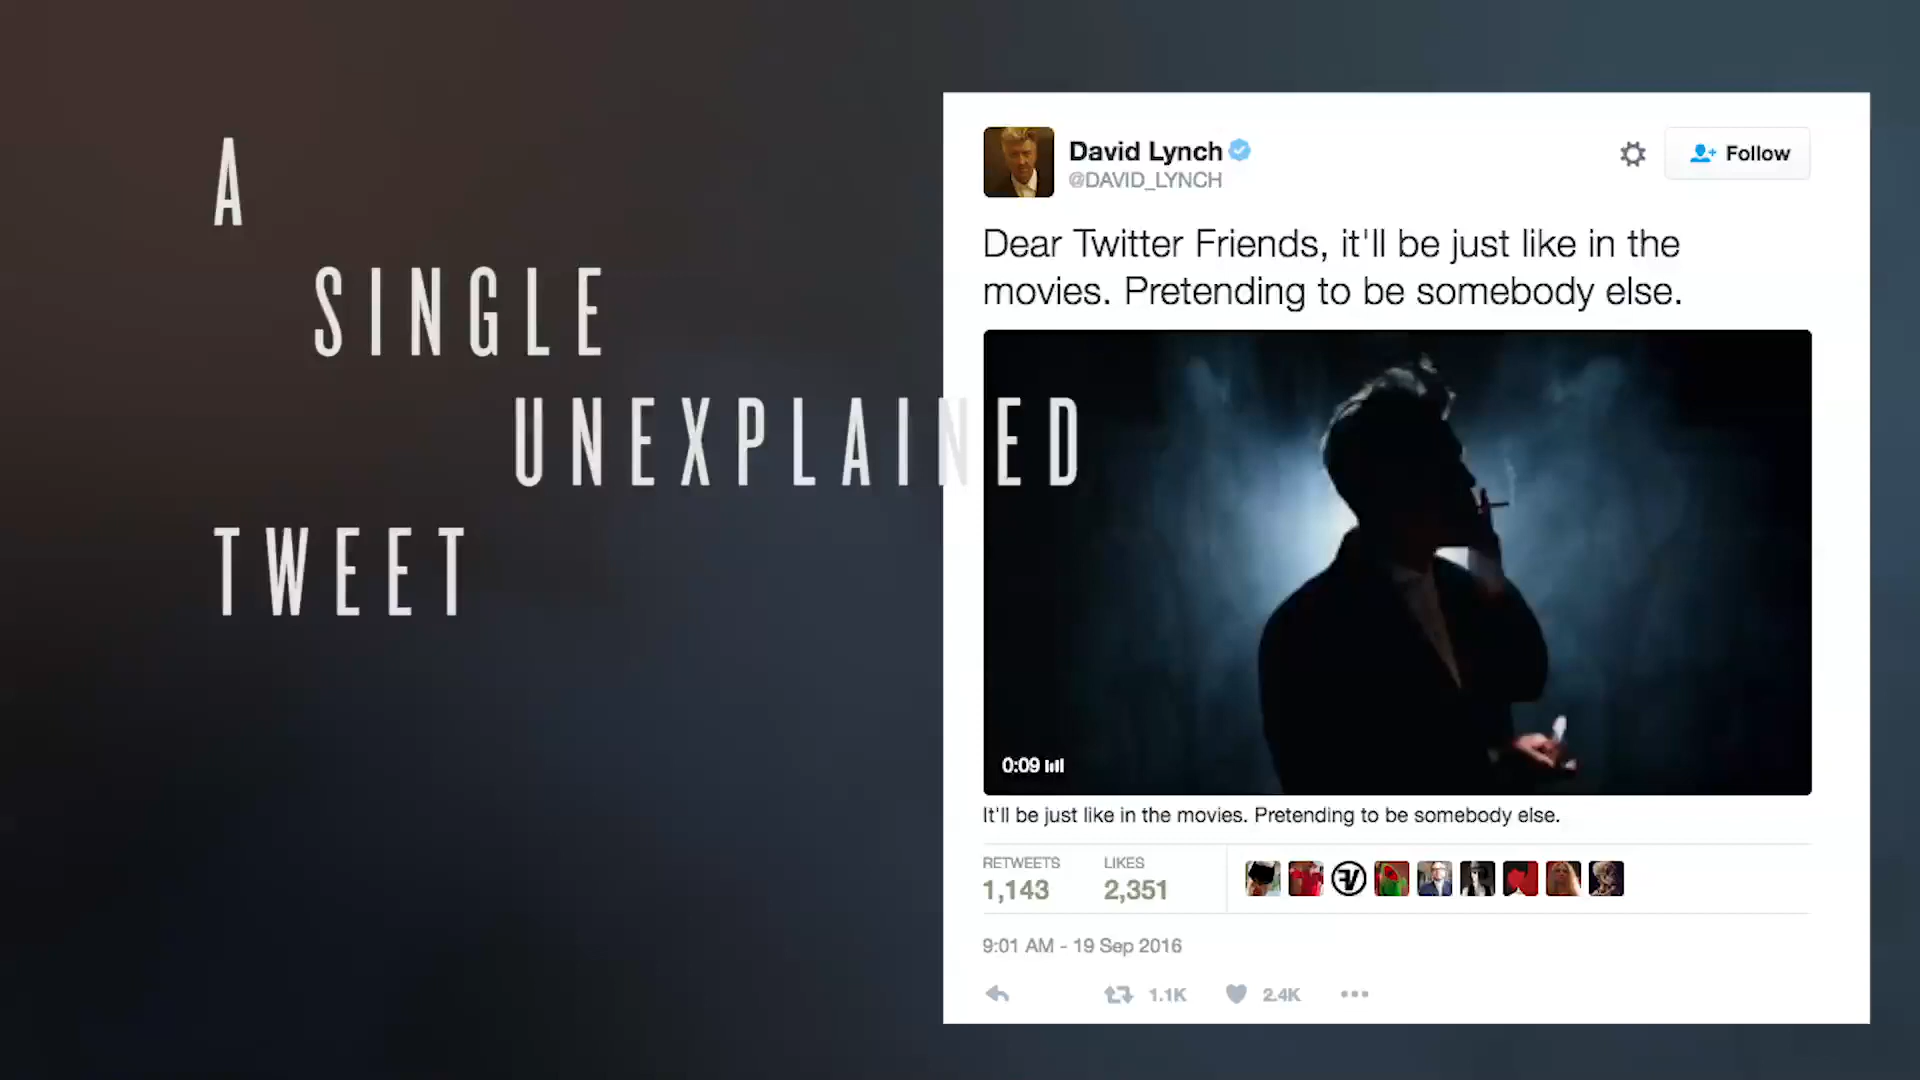 A
SINGLE
UNEXPLAINED
TWEET
David Lynch
@DAVID_LYNCH
Follow
Dear Twitter Friends, it'll be just like in the
movies. Pretending to be somebody else.
0:09
It'll be just like in the movies. Pretending to be somebody else.
RETWEETS LIKES
1,143 2,351
9:01 AM - 19 Sep 2016
1.1K 2.4K